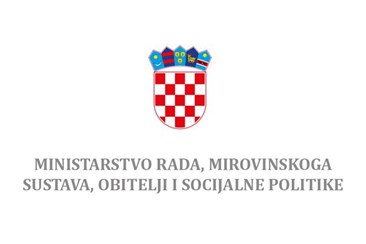 MINISTARSTVO RADA, MIROVINSKOGA
SUSTAVA, OBITELJI I SOCIJALNE POLITIKE